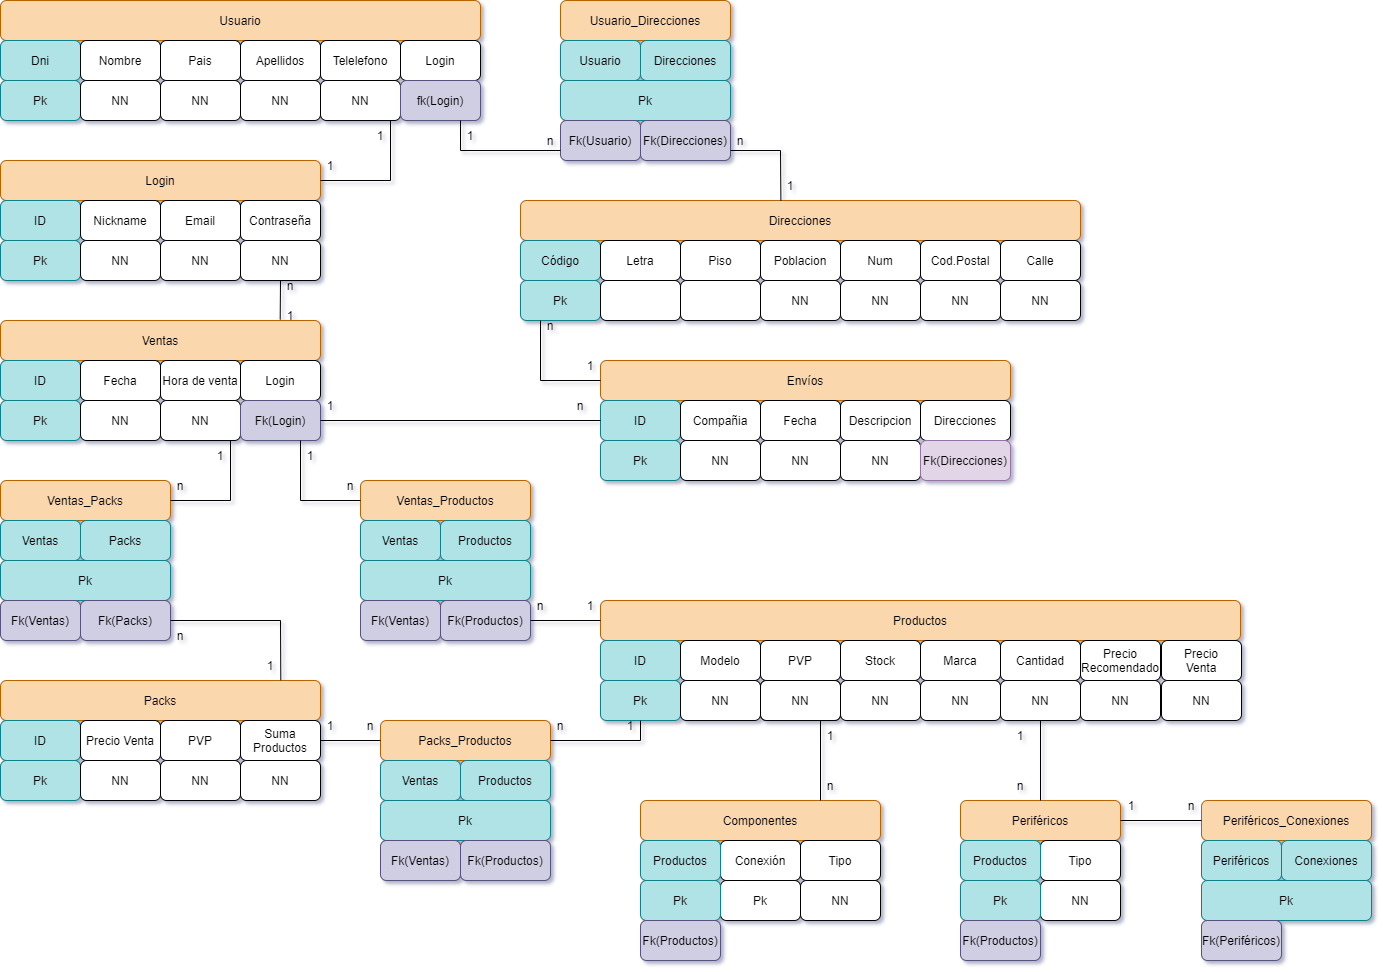 Usuario
Dni Nombre Pais Apellidos Telelefono Login
Pk NN NN NN NN fk(Login)
1 1
Usuario_Direcciones
Usuario Direcciones
Pk
n Fk(Usuario) Fk(Direcciones) n
1
Login
ID Nickname Email Contraseña
Pk NN NN NN
n
1
1
Direcciones
Código Letra Piso Poblacion Num Cod.Postal Calle
Pk NN NN NN NN
n
Ventas
ID Fecha Hora de venta Login
Pk NN NN Fk(Login)
1 n
1 1
1
Envíos
ID Compañia Fecha Descripcion Direcciones
Pk NN NN NN Fk(Direcciones)
Ventas_Packs n
Ventas Packs
Pk
Fk(Ventas) Fk(Packs)
n
n Ventas_Productos
Ventas Productos
Pk
Fk(Ventas) Fk(Productos)
n 1
Productos
ID Modelo PVP Stock Marca Cantidad Precio Recomendado Precio Venta
Pk NN NN NN NN NN NN NN
1 1 1
1
Packs
ID Precio Venta PVP Suma Productos
Pk NN NN NN
1 n
Packs_Productos n
Ventas Productos
Pk
Fk(Ventas) Fk(Productos)
n
Componentes
Productos Conexión Tipo
Pk Pk NN
Fk(Productos)
n
Periféricos
Productos Tipo
Pk NN
Fk(Productos)
1 n
Periféricos_Conexiones
Periféricos Conexiones
Pk
Fk(Periféricos)